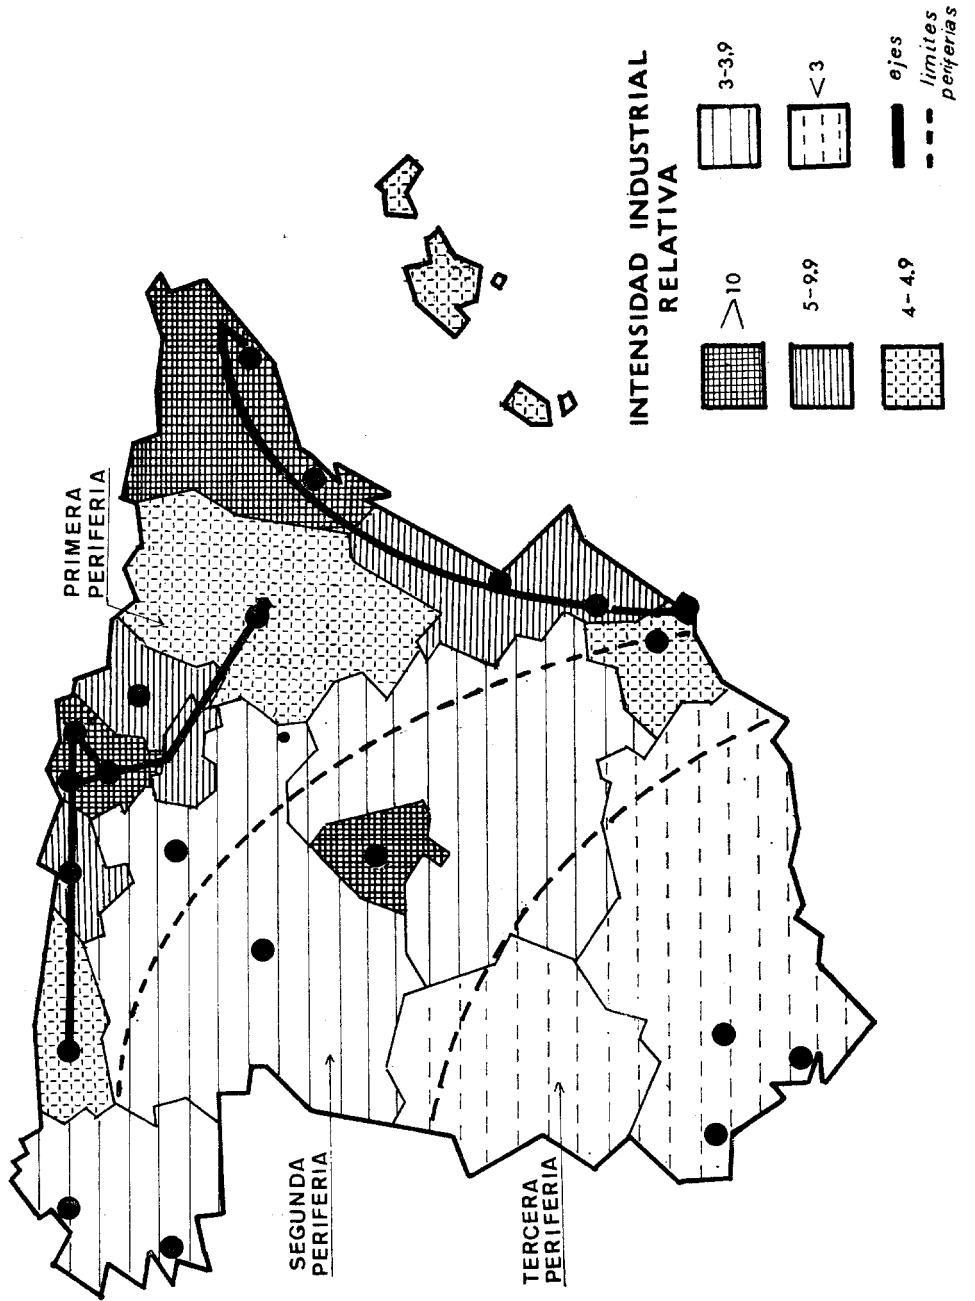 PRIMERA
PERIFERIA
SEGUNDA
PERIFERIA
TERCERA
PERIFERIA
INTENSIDAD INDUSTRIAL
RELATIVA
>10
5-9,9
4-4,9
3-3,9
<3
ejes
limites
periferias